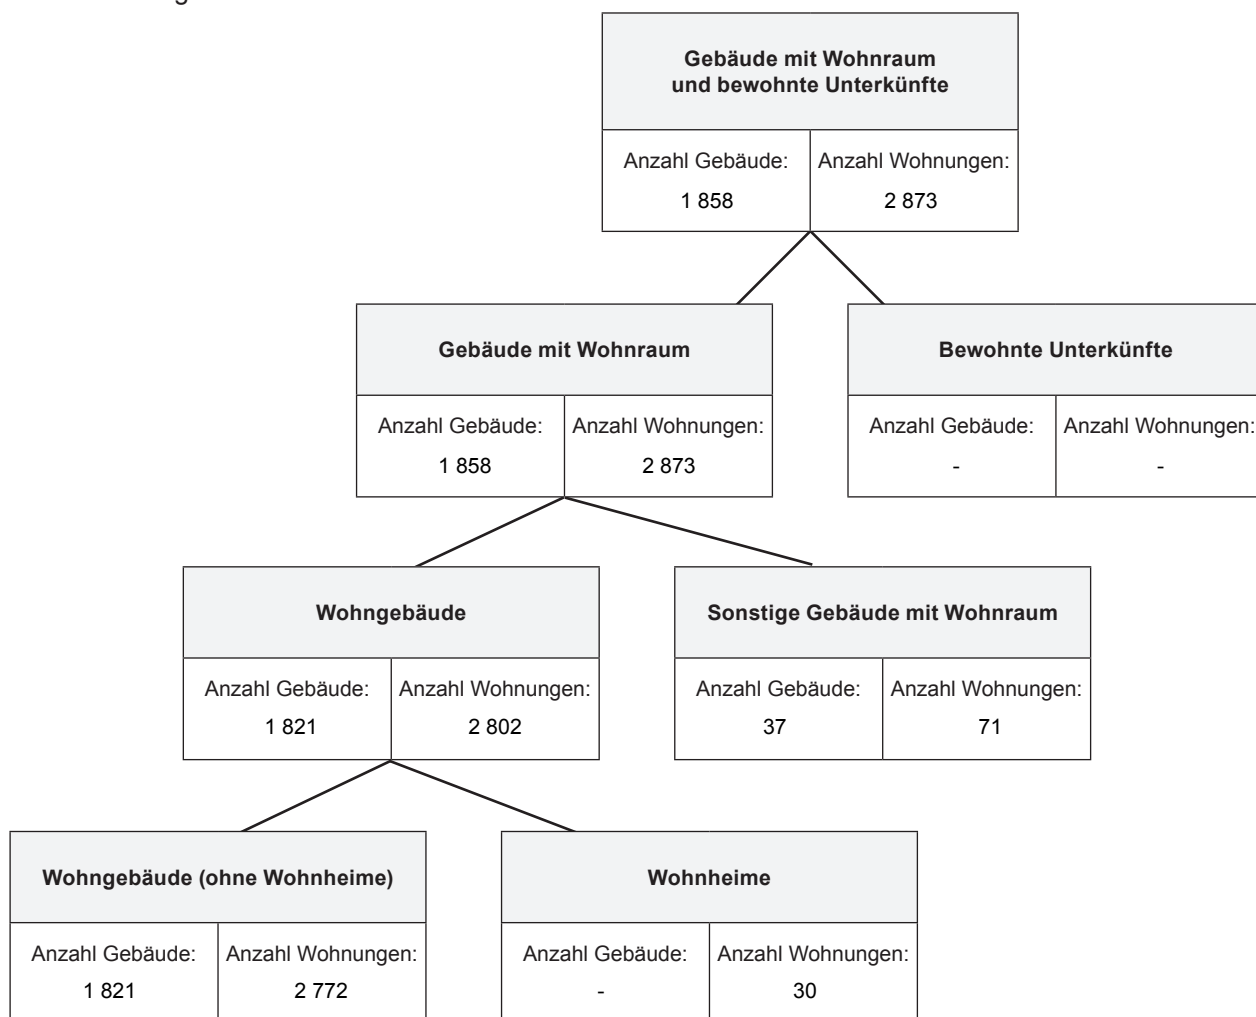 Gebäude mit Wohnraum
und bewohnte Unterkünfte
Anzahl Gebäude:
1 858
Anzahl Wohnungen:
2 873
Gebäude mit Wohnraum
Anzahl Gebäude:
1 858
Anzahl Wohnungen:
2 873
Bewohnte Unterkünfte
Anzahl Gebäude:
-
Anzahl Wohnungen:
-
Wohngebäude
Anzahl Gebäude:
1 821
Anzahl Wohnungen:
2 802
Sonstige Gebäude mit Wohnraum
Anzahl Gebäude:
37
Anzahl Wohnungen:
71
Wohngebäude (ohne Wohnheime)
Anzahl Gebäude:
1 821
Anzahl Wohnungen:
2 772
Wohnheime
Anzahl Gebäude:
-
Anzahl Wohnungen:
30